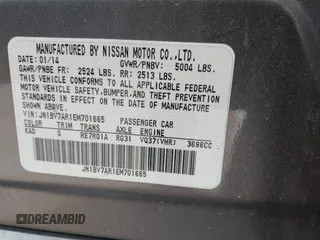 MANUFACTURED BY NISSAN MOTOR CO.,LTD.
DATE: 01/14 GVWR/PNBV: 5004 LBS.
GAWR/PNBE FR: 2524 LBS. RR: 2513 LBS.
THIS VEHICLE CONFORMS TO ALL APPLICABLE
FEDERAL MOTOR VEHICLE SAFETY, BUMPER, AND THEFT PREVENTION
STANDARDS IN EFFECT ON THE DATE OF MANUFACTURE
SHOWN ABOVE.
VIN: JN1BV7AR1EM701665 PASSENGER CAR
COLOR TRIM TRANS AXLE ENGINE
KAD G RE7R01A RG31 VQ37(VHR) 3696CC
JN1BV7AR1EM701665
DREAMBID